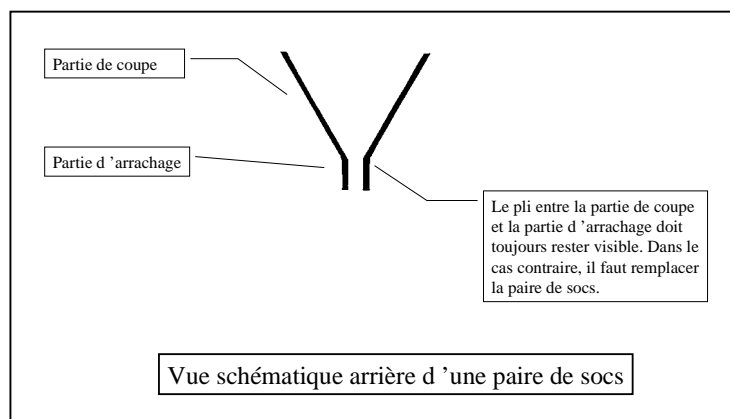 Partie de coupe
Partie d ’arrachage
Le pli entre la partie de coupe
et la partie d ’arrachage doit
toujours rester visible. Dans le
cas contraire, il faut remplacer
la paire de socs.
Vue schématique arrière d ’une paire de socs